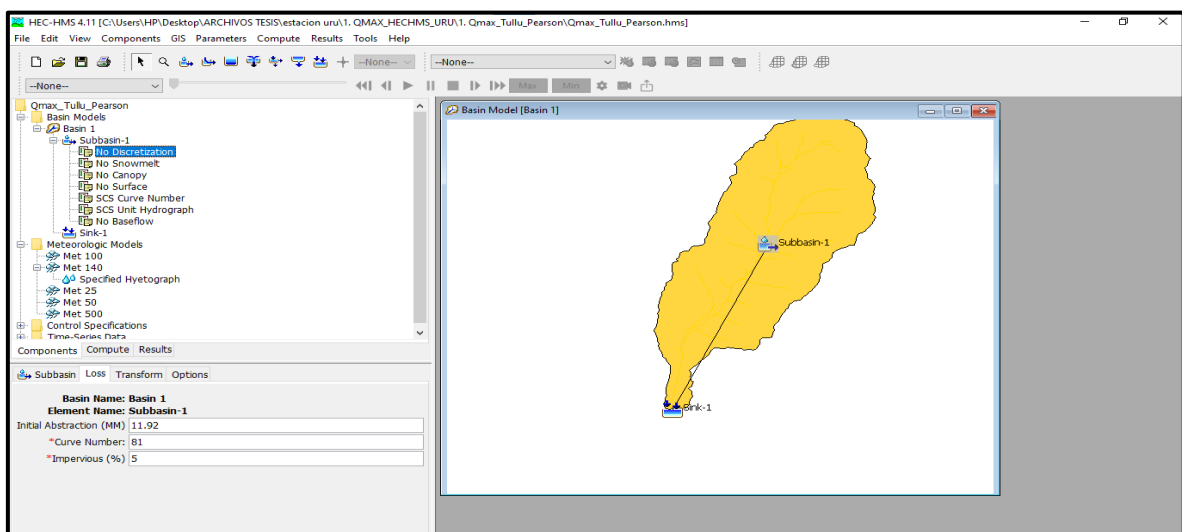 HEC-HMS 4.11 [C:\Users\HP\Desktop\ARCHIVOS TESIS\estacion uru\1. QMAX_HECHMS_URU\1. Qmax_Tullu_Pearson\Qmax_Tullu_Pearson.hms]
File Edit View Components GIS Parameters Compute Results Tools Help
--None-- --None--
--None-- Max Min
Qmax_Tullu_Pearson
Basin Models
Basin 1
Subbasin-1
No Discretization
No Snowmelt
No Canopy
No Surface
SCS Curve Number
SCS Unit Hydrograph
No Baseflow
Sink-1
Meteorologic Models
Met 100
Met 140
Specified Hyetograph
Met 25
Met 50
Met 500
Control Specifications
Time-Series Data
Components Compute Results
Subbasin Loss Transform Options
Basin Name: Basin 1
Element Name: Subbasin-1
Initial Abstraction (MM) 11.92
*Curve Number: 81
*Impervious (%) 5
Basin Model [Basin 1]
Subbasin-1
Sink-1